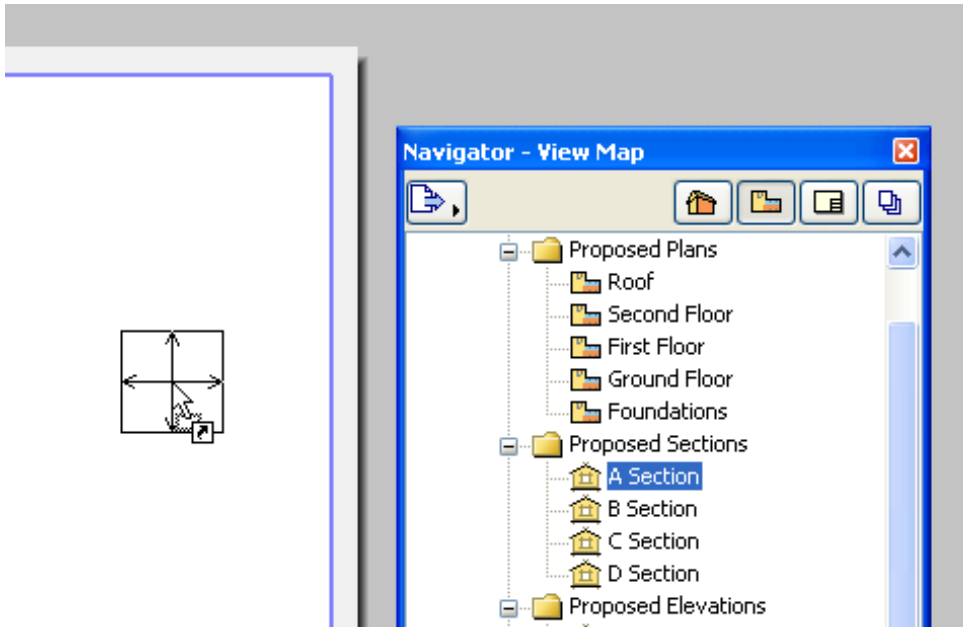 Navigator - View Map
Proposed Plans
Roof
Second Floor
First Floor
Ground Floor
Foundations
Proposed Sections
A Section
B Section
C Section
D Section
Proposed Elevations